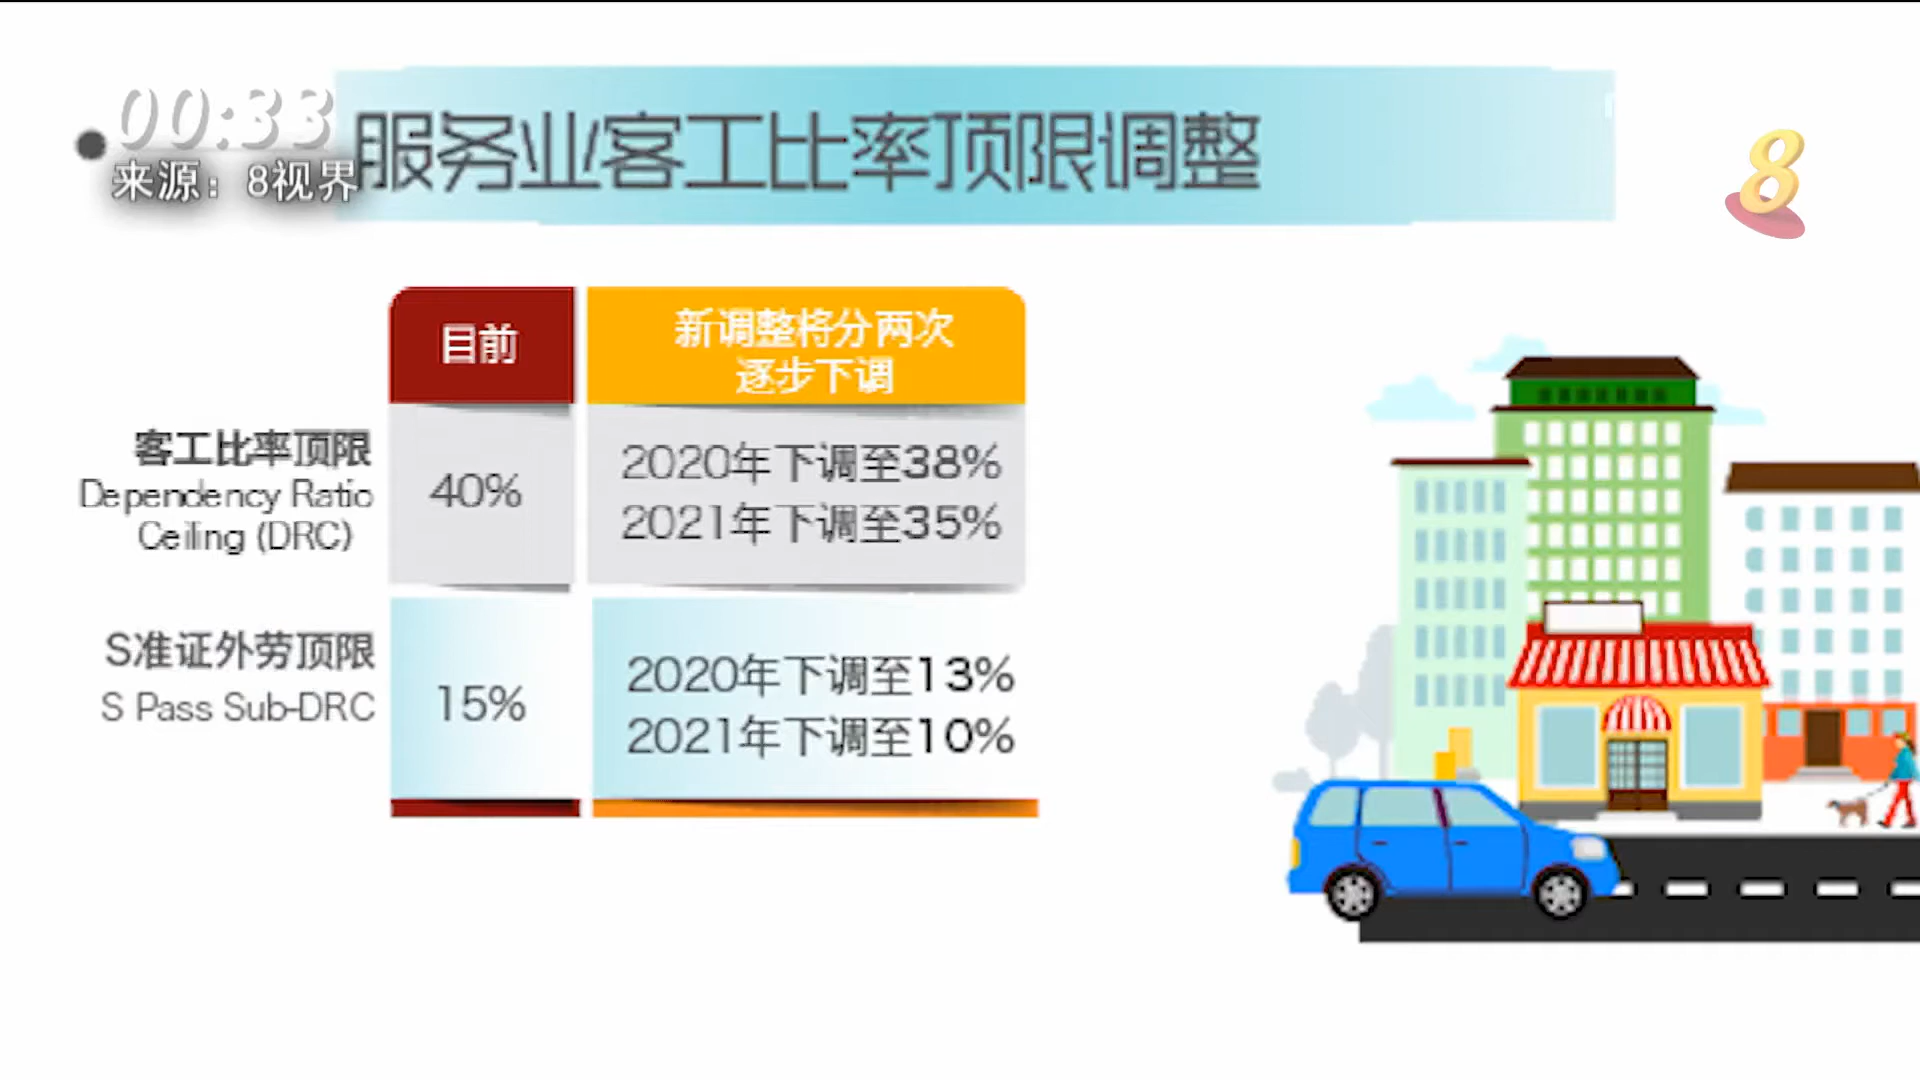 00:33
服务业客工比率顶限调整
来源：8视界
8
目前
新调整将分两次
逐步下调
客工比率顶限
Dependency Ratio
Ceiling (DRC)
40%
2020年下调至38%
2021年下调至35%
S准证外劳顶限
S Pass Sub-DRC
15%
2020年下调至13%
2021年下调至10%